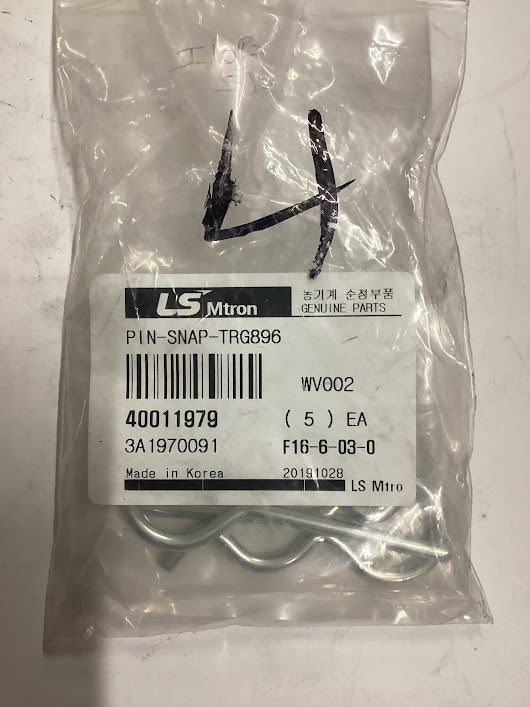 4
LS Mtron
농기계 순정부품
GENUINE PARTS
PIN-SNAP-TRG896
WV002
40011979
( 5 ) EA
3A1970091
F16-6-03-0
Made in Korea
20191028
LS Mtro